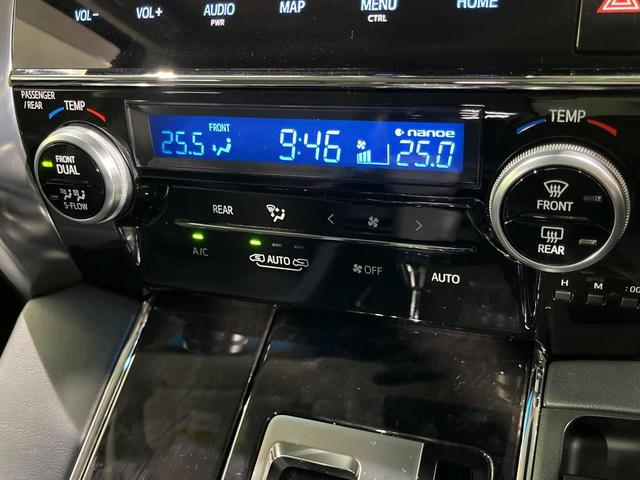 VOL- VOL+ AUDIO MAP MENU HOME
PWR CTRL
PASSENGER
/REAR
TEMP
TEMP
25.5 FRONT 9:46 nanoe 25.0
FRONT
DUAL
S-FLOW
REAR
FRONT
REAR
A/C
AUTO
OFF
AUTO
H M :00